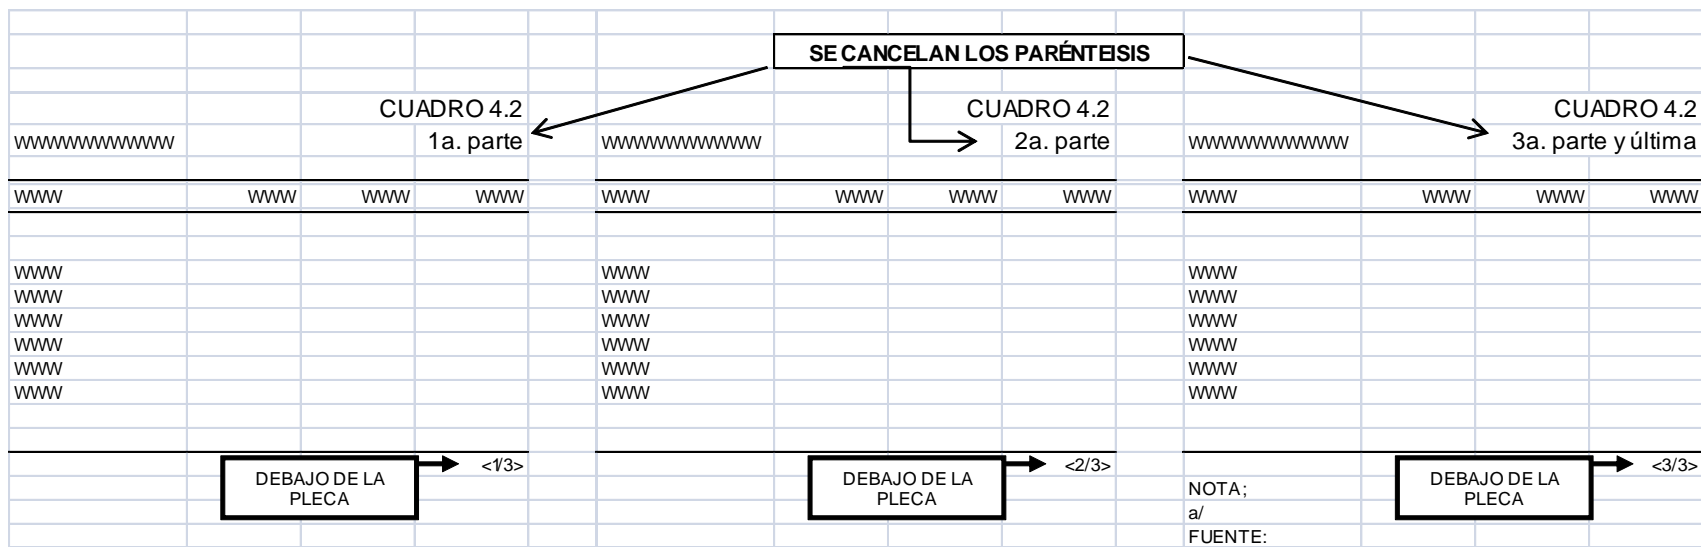 SE CANCELAN LOS PARÉNTEISIS
CUADRO 4.2 CUADRO 4.2 CUADRO 4.2
WWWWWWWWWWWW 1a. parte WWWWWWWWWWWW 2a. parte WWWWWWWWWWWW 3a. parte y última
WWW WWW WWW WWW WWW WWW WWW WWW WWW WWW WWW WWW
WWW WWW WWW
WWW WWW WWW
WWW WWW WWW
WWW WWW WWW
WWW WWW WWW
WWW WWW WWW
<1/3> <2/3> <3/3>
DEBAJO DE LA DEBAJO DE LA DEBAJO DE LA
PLECA PLECA PLECA
NOTA;
a/
FUENTE: